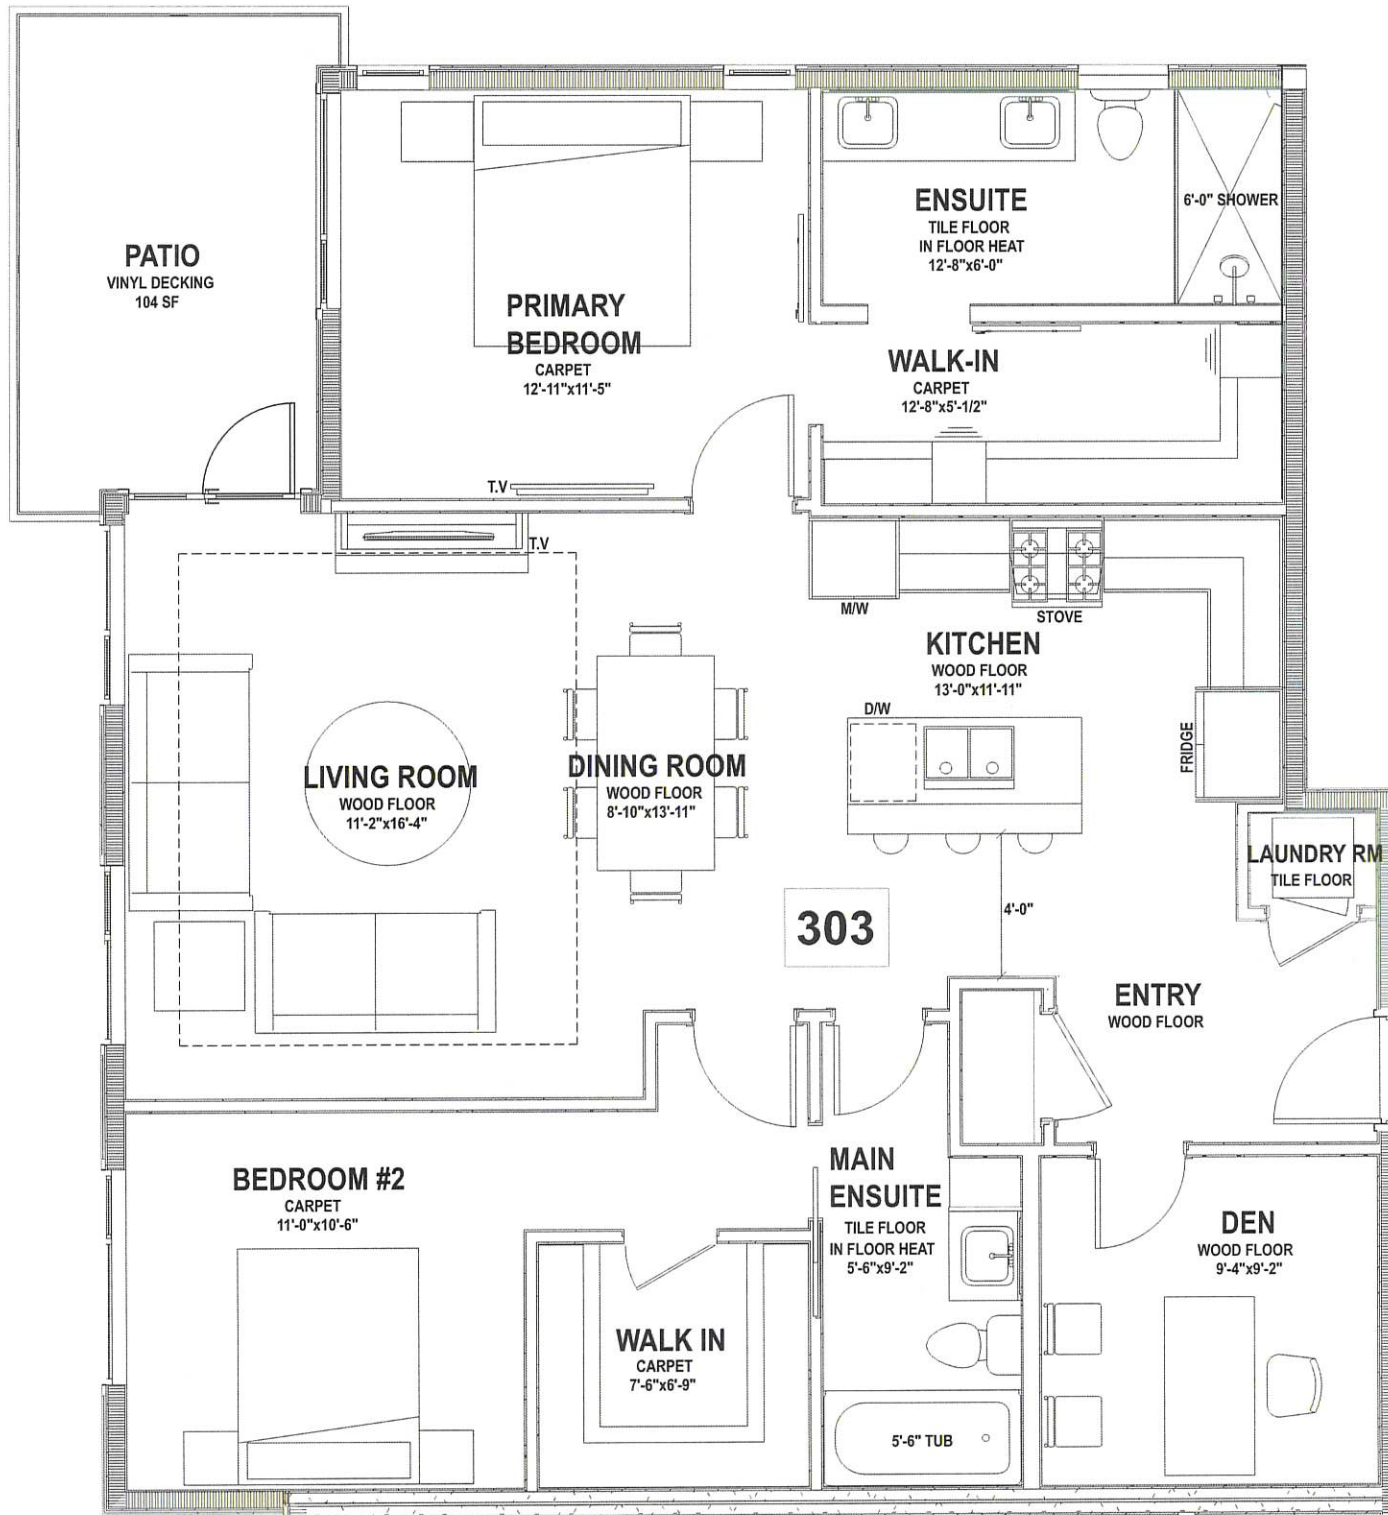 PATIO
VINYL DECKING
104 SF
PRIMARY
BEDROOM
CARPET
12'-11"x11'-5"
T.V
ENSUITE
TILE FLOOR
IN FLOOR HEAT
12'-8"x6'-0"
6'-0" SHOWER
WALK-IN
CARPET
12'-8"x5'-1/2"
T.V
M/W
STOVE
KITCHEN
WOOD FLOOR
13'-0"x11'-11"
D/W
FRIDGE
LIVING ROOM
WOOD FLOOR
11'-2"x16'-4"
DINING ROOM
WOOD FLOOR
8'-10"x13'-11"
LAUNDRY RM
TILE FLOOR
303
4'-0"
ENTRY
WOOD FLOOR
BEDROOM #2
CARPET
11'-0"x10'-6"
MAIN
ENSUITE
TILE FLOOR
IN FLOOR HEAT
5'-6"x9'-2"
DEN
WOOD FLOOR
9'-4"x9'-2"
WALK IN
CARPET
7'-6"x6'-9"
5'-6" TUB